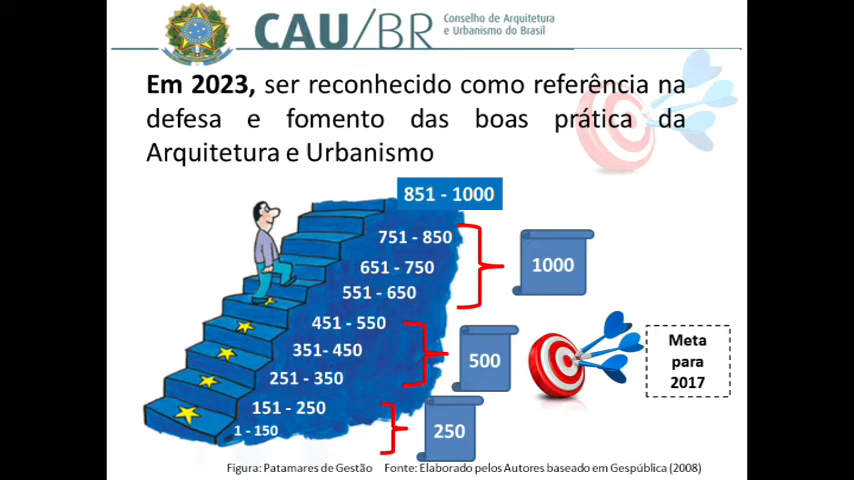 CAU/BR
Conselho de Arquitetura
e Urbanismo do Brasil
Em 2023, ser reconhecido como referência na
defesa e fomento das boas prática da
Arquitetura e Urbanismo
851 - 1000
751 - 850
651 - 750
551 - 650
1000
451 - 550
351- 450
251 - 350
500
Meta
para
2017
151 - 250
1 - 150
250
Figura: Patamares de Gestão Fonte: Elaborado pelos Autores baseado em Gespública (2008)